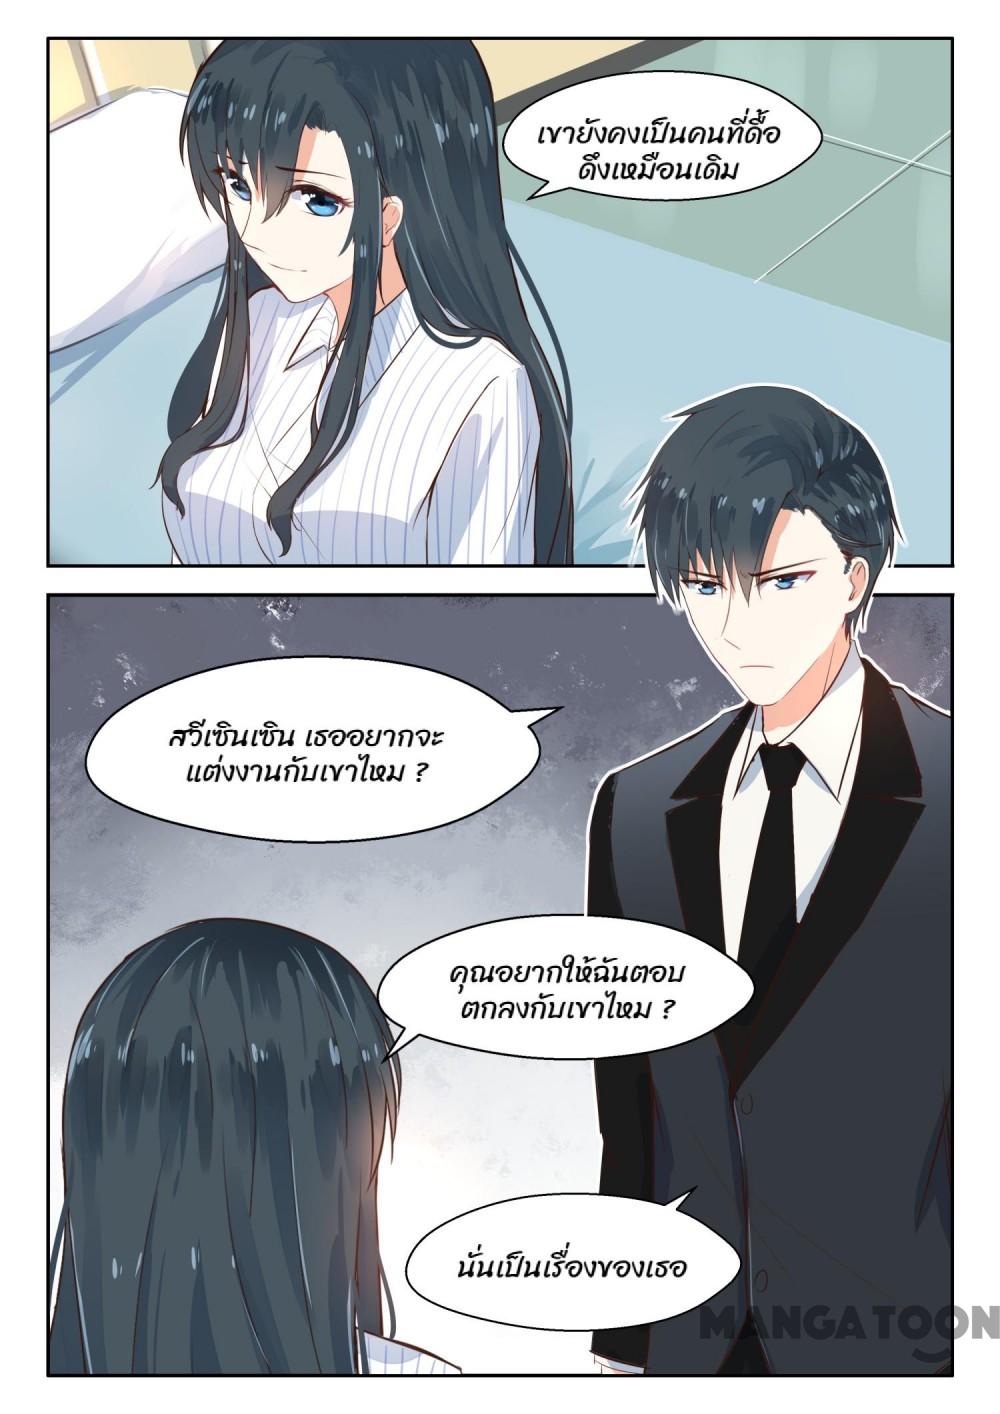 เขายังคงเป็นคนที่ดื้อ
ดึงเหมือนเดิม
สวีเซินเซิน เธออยากจะ
แต่งงานกับเขาไหม ?
คุณอยากให้ฉันตอบ
ตกลงกับเขาไหม ?
นั่นเป็นเรื่องของเธอ
MANGATOON